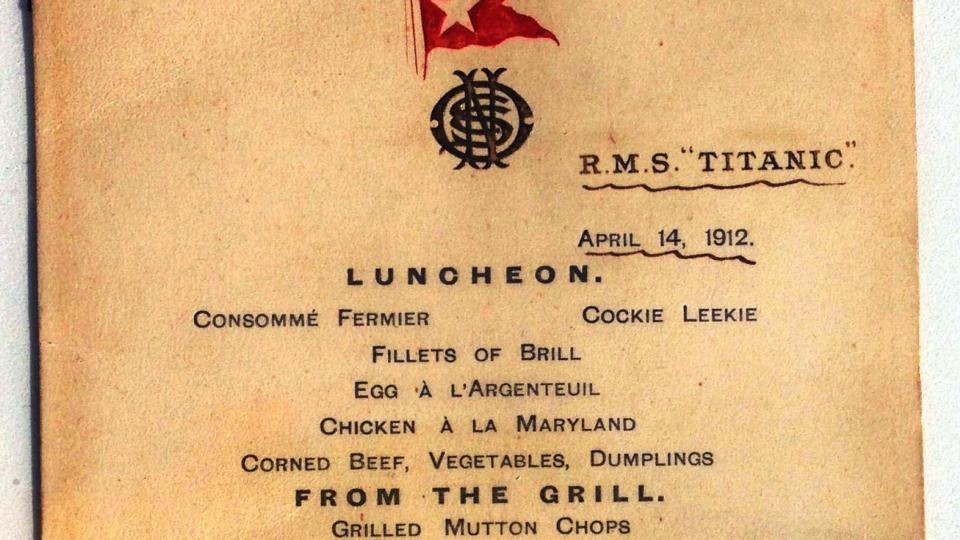 OSNC
R.M.S. "TITANIC".
APRIL 14, 1912.
LUNCHEON.
CONSOMMÉ FERMIER COCKIE LEEKIE
FILLETS OF BRILL
EGG À L'ARGENTEUIL
CHICKEN À LA MARYLAND
CORNED BEEF, VEGETABLES, DUMPLINGS
FROM THE GRILL.
GRILLED MUTTON CHOPS